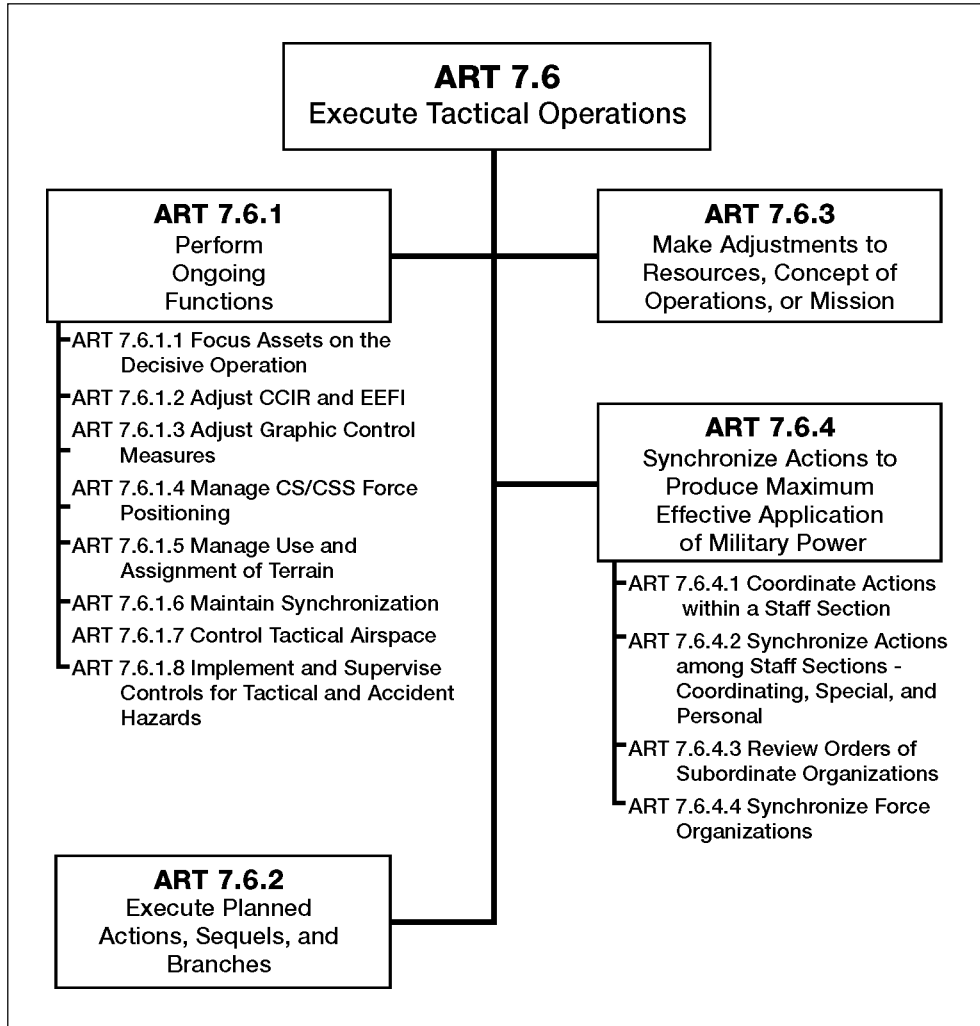 ART 7.6
Execute Tactical Operations
ART 7.6.1
Perform
Ongoing
Functions
ART 7.6.1.1 Focus Assets on the
Decisive Operation
ART 7.6.1.2 Adjust CCIR and EEFI
ART 7.6.1.3 Adjust Graphic Control
Measures
ART 7.6.1.4 Manage CS/CSS Force
Positioning
ART 7.6.1.5 Manage Use and
Assignment of Terrain
ART 7.6.1.6 Maintain Synchronization
ART 7.6.1.7 Control Tactical Airspace
ART 7.6.1.8 Implement and Supervise
Controls for Tactical and Accident
Hazards
ART 7.6.2
Execute Planned
Actions, Sequels, and
Branches
ART 7.6.3
Make Adjustments to
Resources, Concept of
Operations, or Mission
ART 7.6.4
Synchronize Actions to
Produce Maximum
Effective Application
of Military Power
ART 7.6.4.1 Coordinate Actions
within a Staff Section
ART 7.6.4.2 Synchronize Actions
among Staff Sections -
Coordinating, Special, and
Personal
ART 7.6.4.3 Review Orders of
Subordinate Organizations
ART 7.6.4.4 Synchronize Force
Organizations